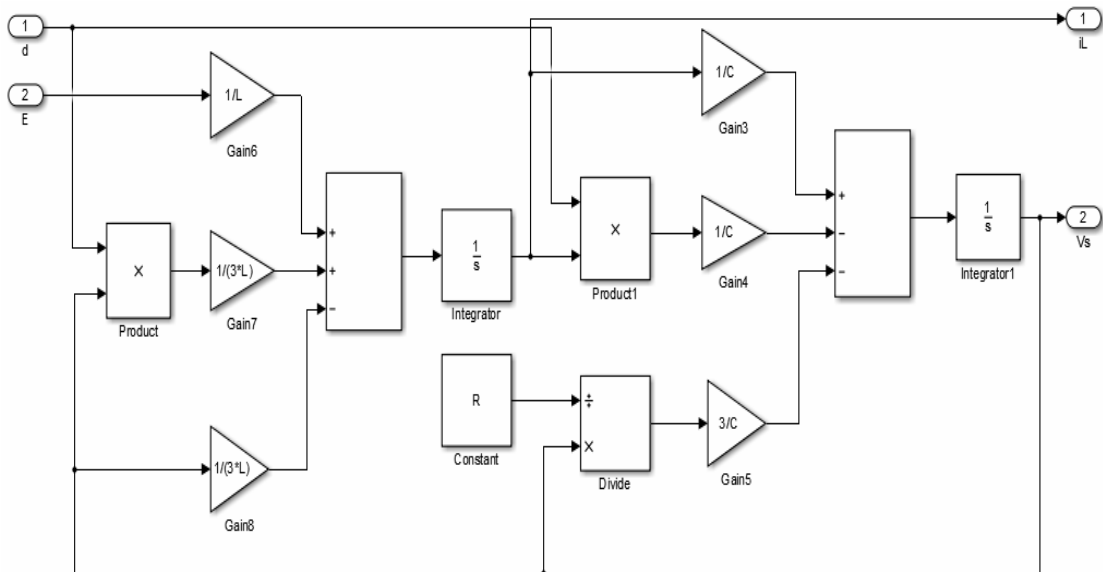 1
d
2
E
1/L
Gain6
X
Product
1/(3*L)
Gain7
1/(3*L)
Gain8
+
+
−
1
s
Integrator
R
Constant
X
Product1
÷
X
Divide
1/C
Gain3
1/C
Gain4
3/C
Gain5
+
−
−
1
s
Integrator1
1
iL
2
Vs